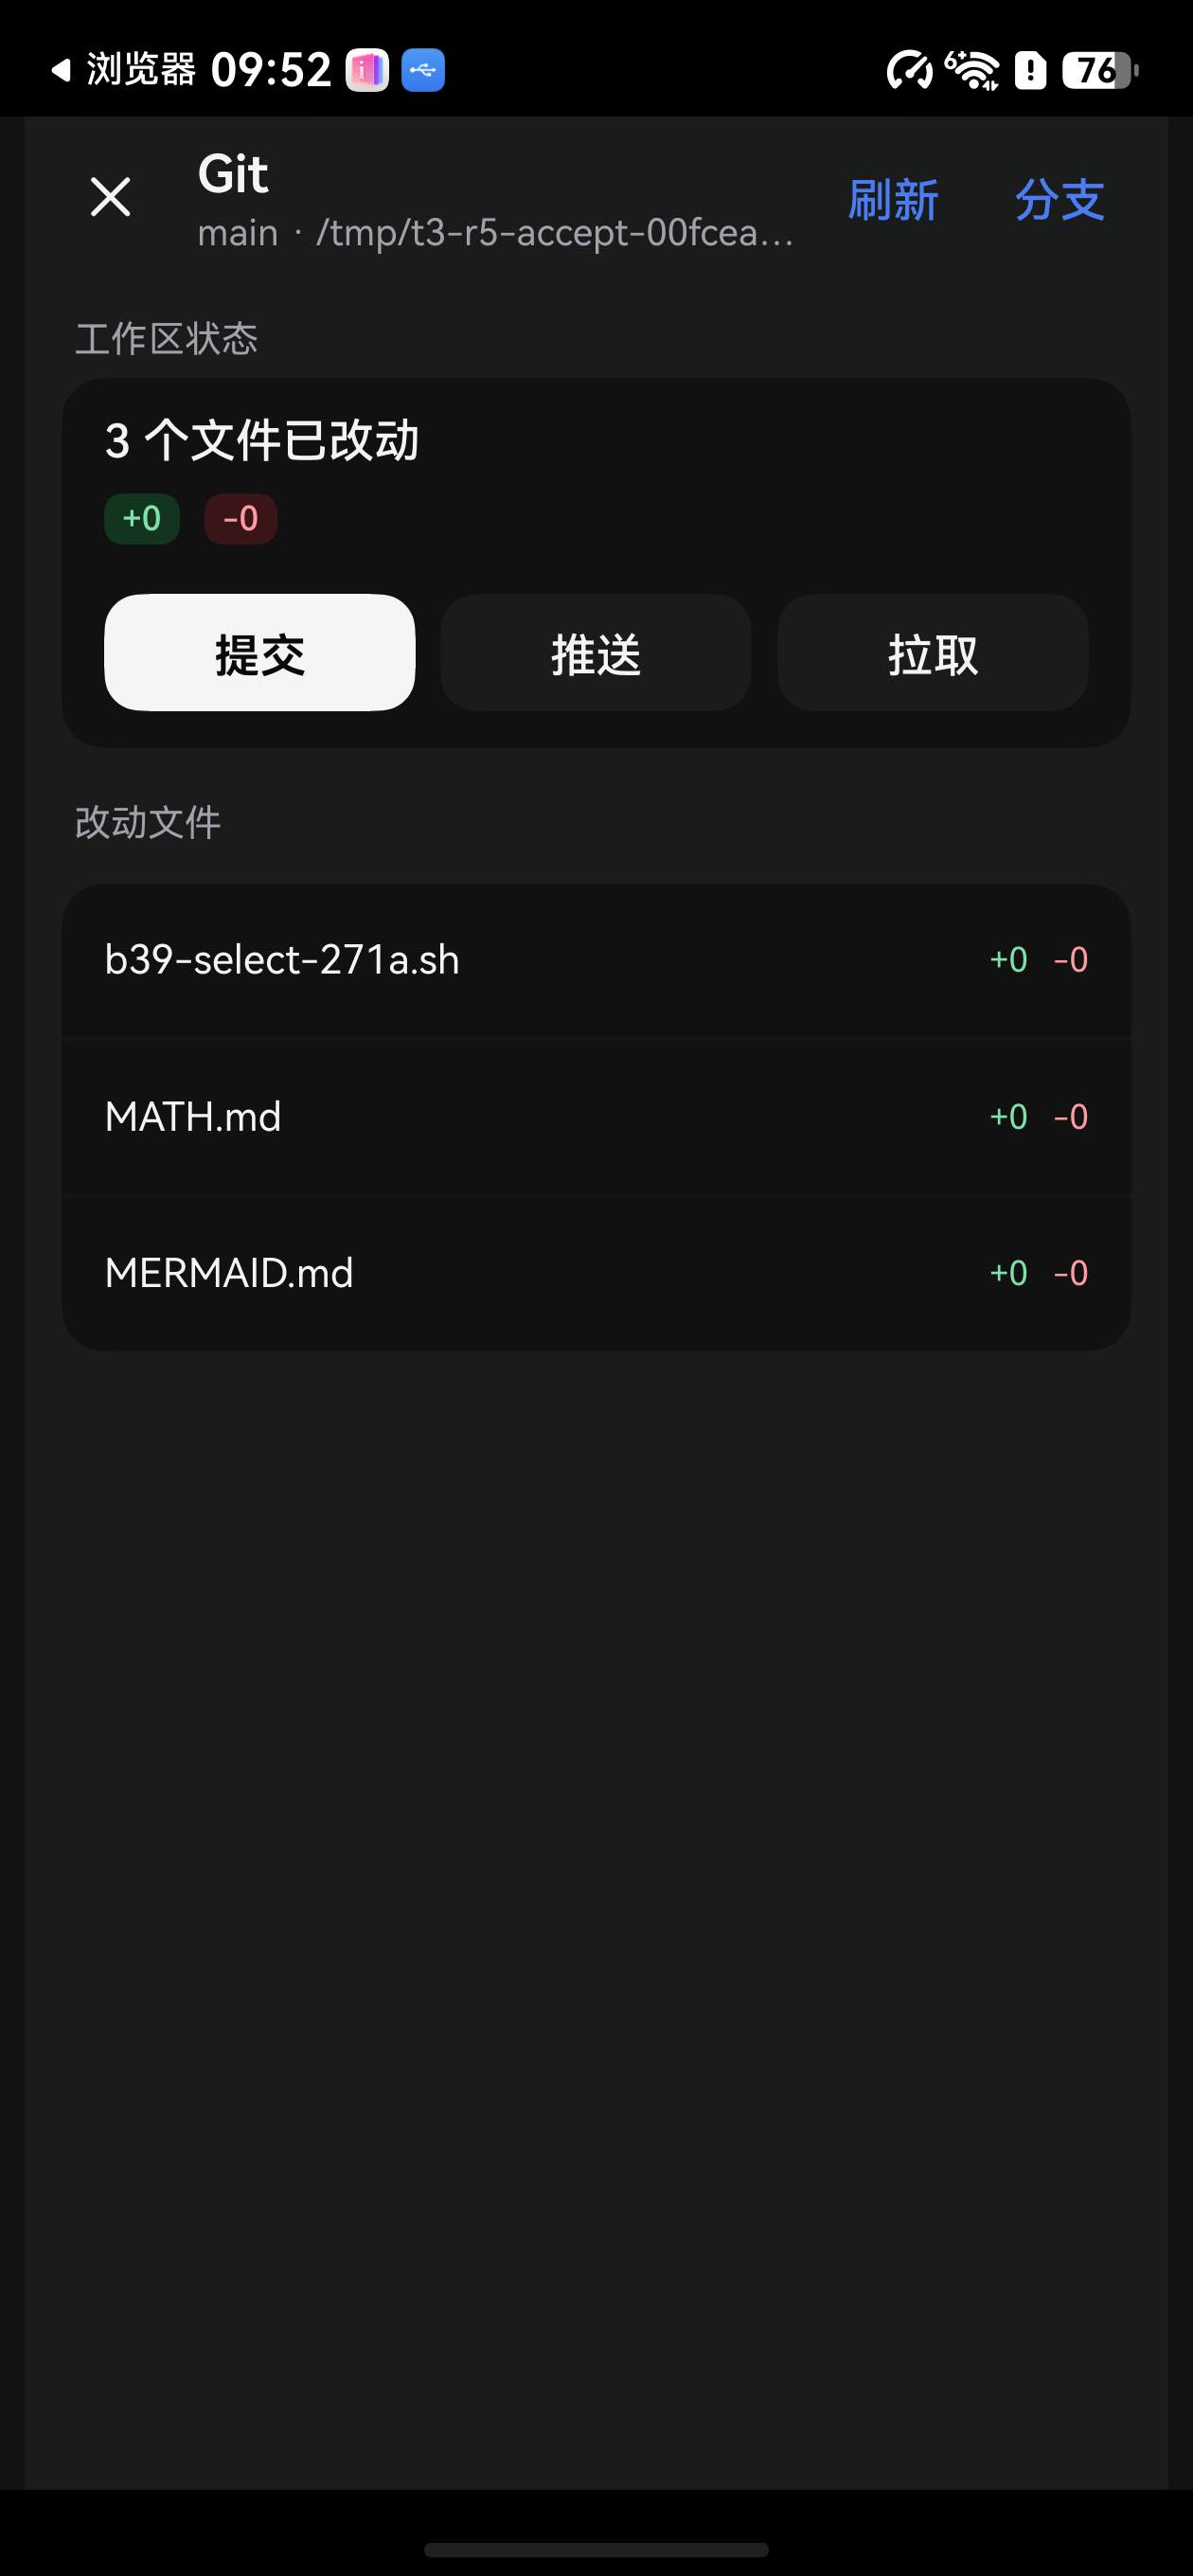 浏览器 09:52 76
Git
main · /tmp/t3-r5-accept-00fcea...
刷新 分支
工作区状态
3 个文件已改动
+0 -0
提交 推送 拉取
改动文件
b39-select-271a.sh +0 -0
MATH.md +0 -0
MERMAID.md +0 -0